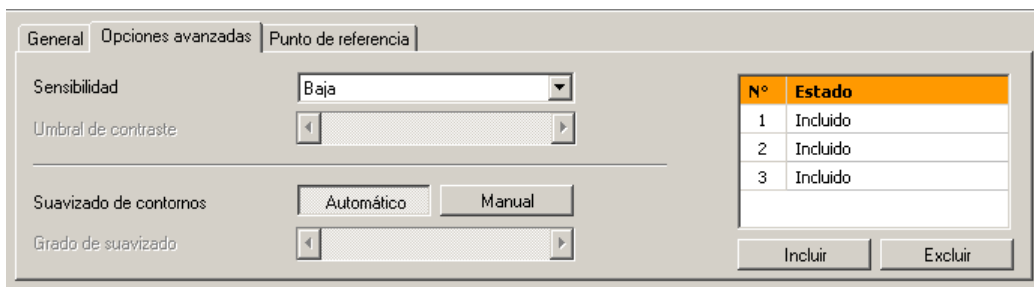 General Opciones avanzadas Punto de referencia
Sensibilidad Baja
Umbral de contraste
Suavizado de contornos Automático Manual
Grado de suavizado
N° Estado
1 Incluido
2 Incluido
3 Incluido
Incluir Excluir